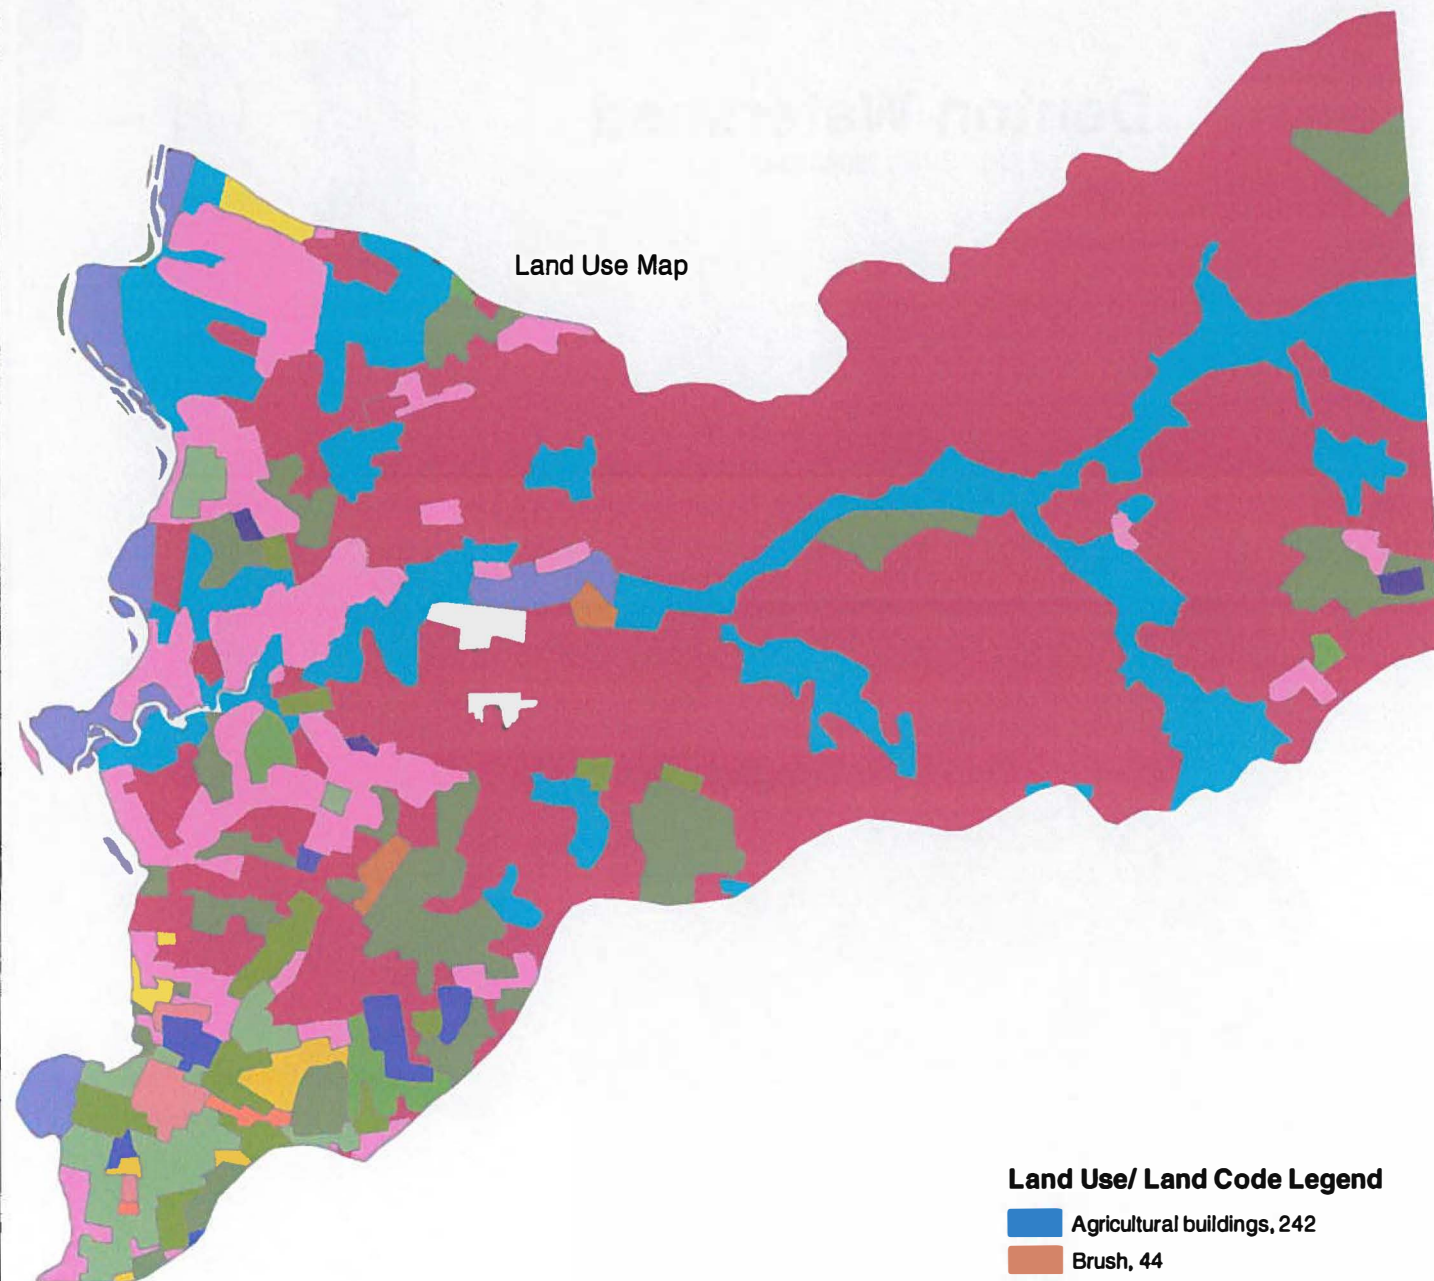 Land Use Map
Land Use/ Land Code Legend
Agricultural buildings, 242
Brush, 44